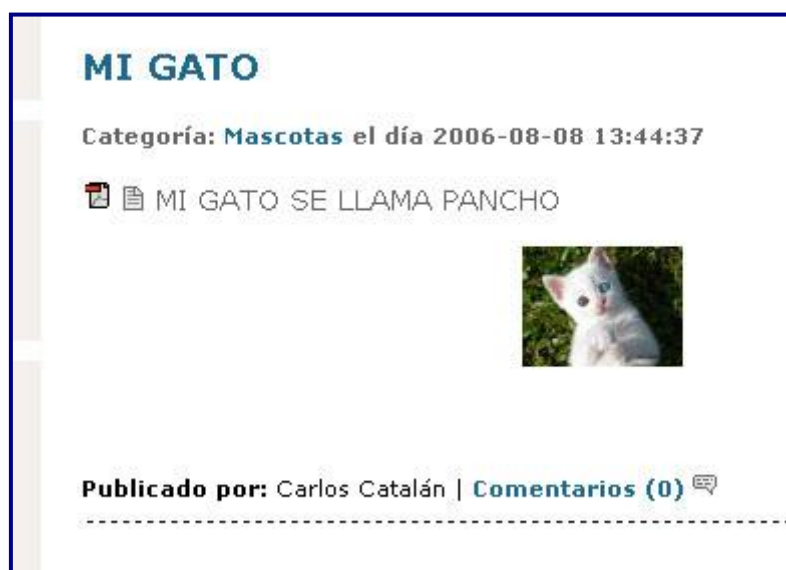 MI GATO
Categoría: Mascotas el día 2006-08-08 13:44:37
MI GATO SE LLAMA PANCHO
Publicado por: Carlos Catalán | Comentarios (0)